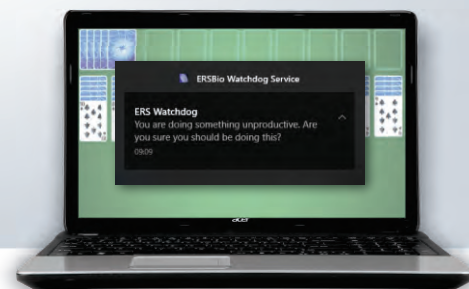 ERSBio Watchdog Service
ERS Watchdog
You are doing something unproductive. Are
you sure you should be doing this?
09:09
acer